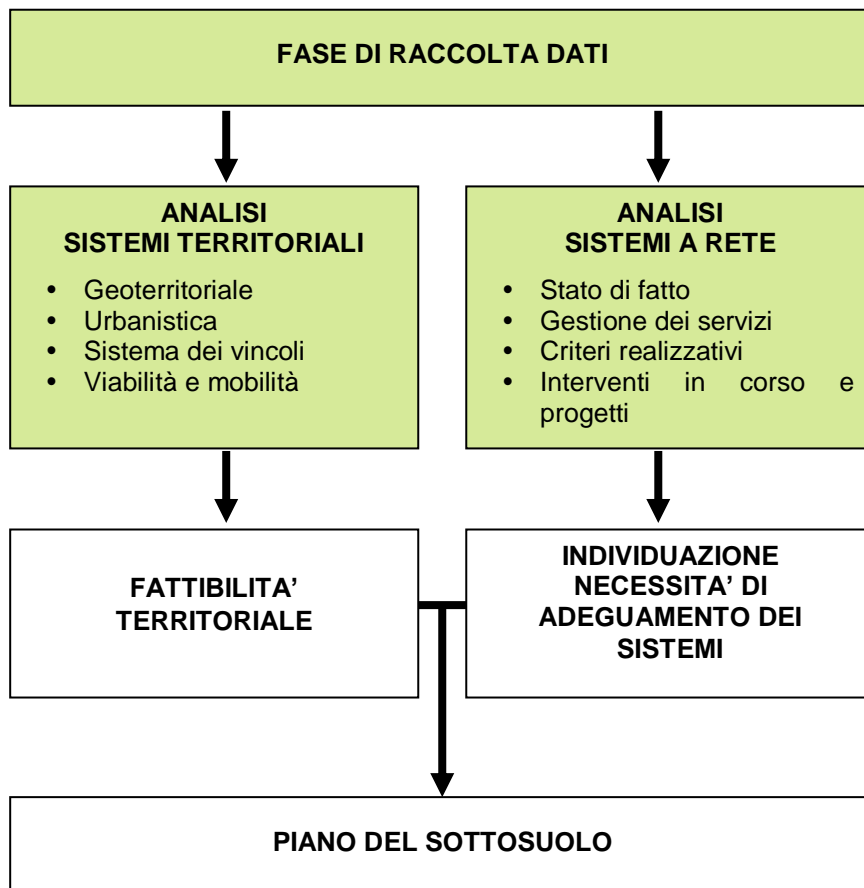 FASE DI RACCOLTA DATI
ANALISI
SISTEMI TERRITORIALI
• Geoterritoriale
• Urbanistica
• Sistema dei vincoli
• Viabilità e mobilità
ANALISI
SISTEMI A RETE
• Stato di fatto
• Gestione dei servizi
• Criteri realizzativi
• Interventi in corso e
progetti
FATTIBILITA’
TERRITORIALE
INDIVIDUAZIONE
NECESSITA’ DI
ADEGUAMENTO DEI
SISTEMI
PIANO DEL SOTTOSUOLO